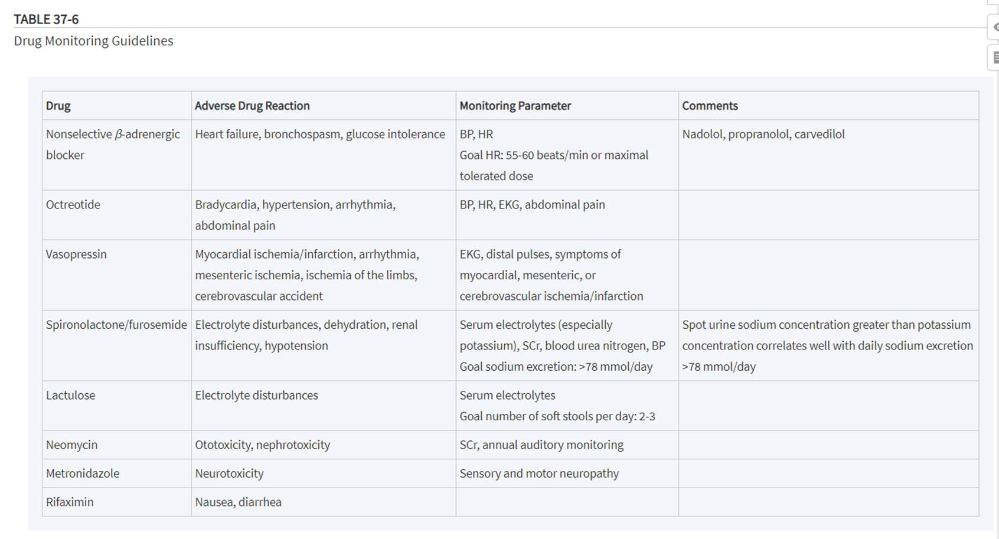 TABLE 37-6
Drug Monitoring Guidelines
Drug
Adverse Drug Reaction
Monitoring Parameter
Comments
Nonselective β-adrenergic
blocker
Heart failure, bronchospasm, glucose intolerance
BP, HR
Goal HR: 55-60 beats/min or maximal
tolerated dose
Nadolol, propranolol, carvedilol
Octreotide
Bradycardia, hypertension, arrhythmia,
abdominal pain
BP, HR, EKG, abdominal pain
Vasopressin
Myocardial ischemia/infarction, arrhythmia,
mesenteric ischemia, ischemia of the limbs,
cerebrovascular accident
EKG, distal pulses, symptoms of
myocardial, mesenteric, or
cerebrovascular ischemia/infarction
Spironolactone/furosemide
Electrolyte disturbances, dehydration, renal
insufficiency, hypotension
Serum electrolytes (especially
potassium), SCr, blood urea nitrogen, BP
Goal sodium excretion: >78 mmol/day
Spot urine sodium concentration greater than potassium
concentration correlates well with daily sodium excretion
>78 mmol/day
Lactulose
Electrolyte disturbances
Serum electrolytes
Goal number of soft stools per day: 2-3
Neomycin
Ototoxicity, nephrotoxicity
SCr, annual auditory monitoring
Metronidazole
Neurotoxicity
Sensory and motor neuropathy
Rifaximin
Nausea, diarrhea